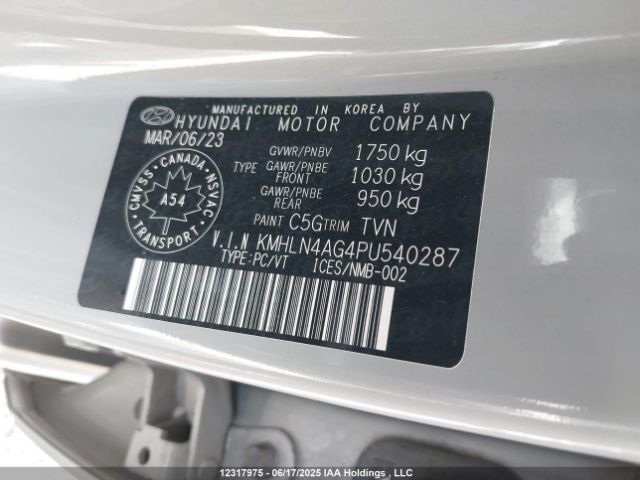 MANUFACTURED IN KOREA BY
HYUNDAI MOTOR COMPANY
MAR/06/23
GVWR/PNBV 1750 kg
TYPE GAWR/PNBE FRONT 1030 kg
GAWR/PNBE REAR 950 kg
PAINT C5G TRIM TVN
CMVSS · CANADA · NSVAC
A54
TRANSPORT
V.I.N KMHLN4AG4PU540287
TYPE:PC/VT ICES/NMB-002
12317975 - 06/17/2025 IAA Holdings , LLC